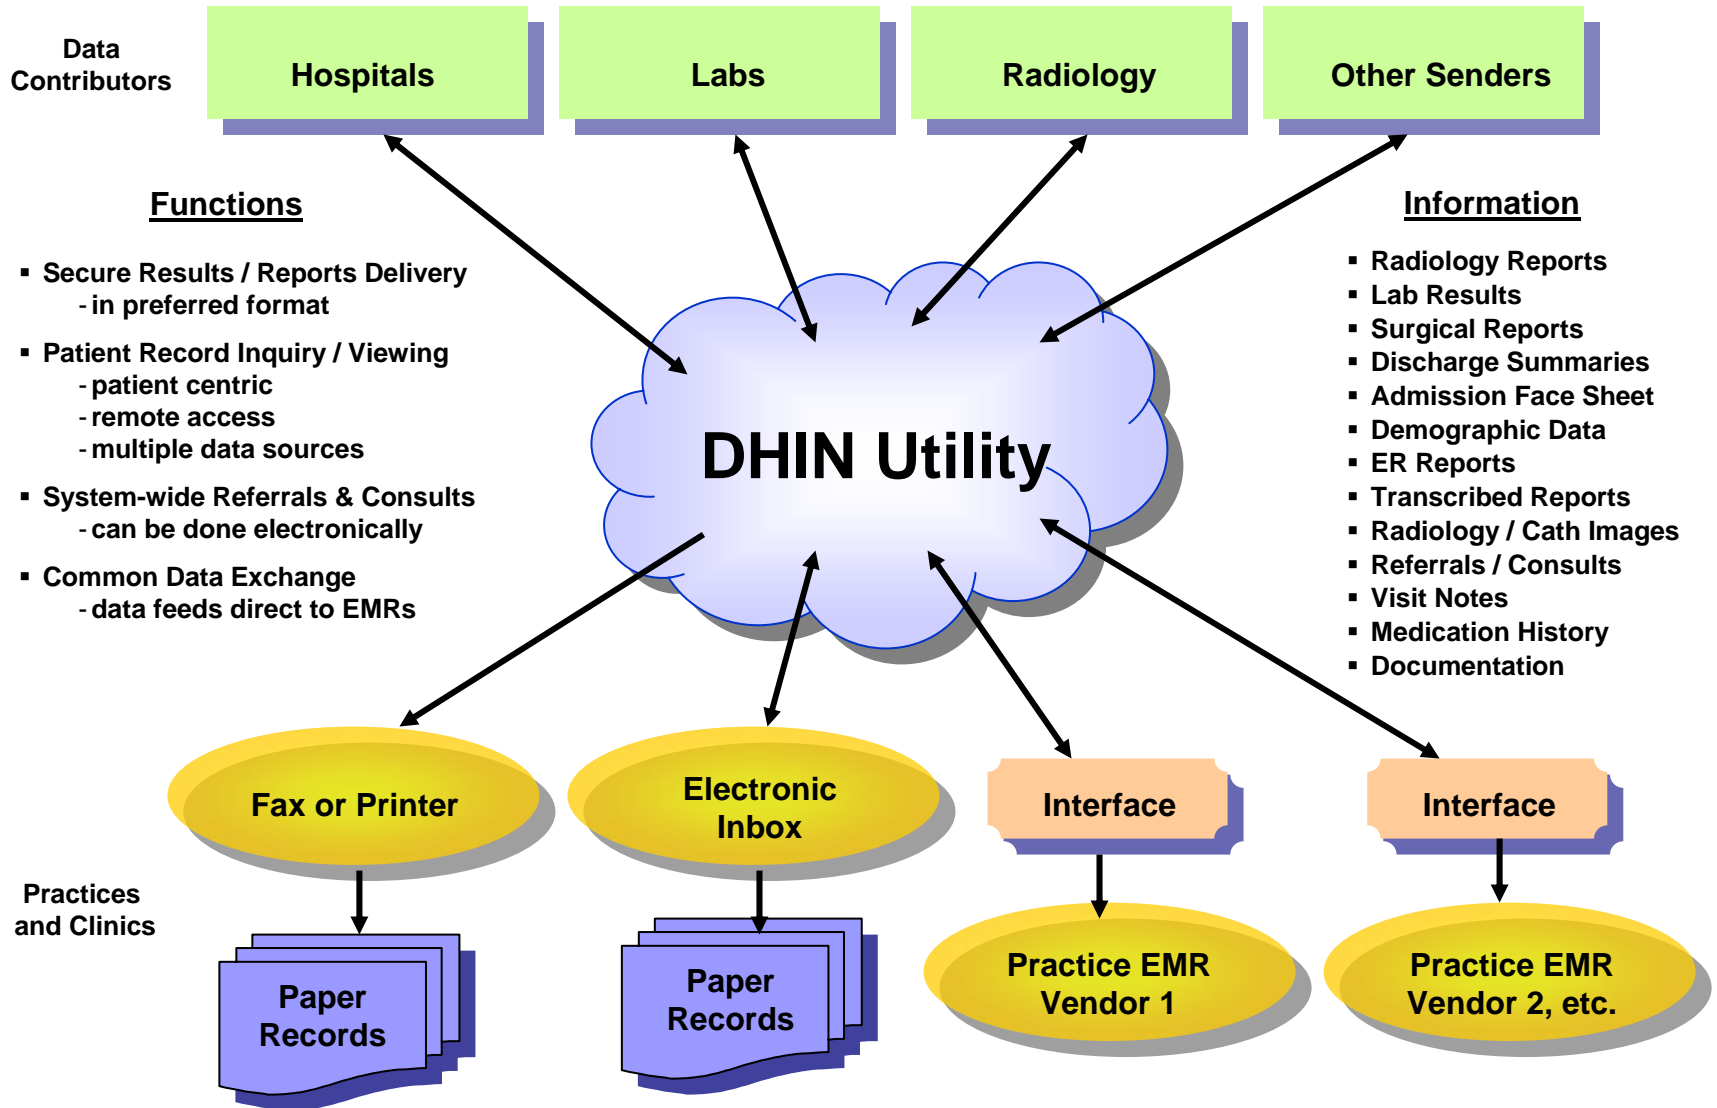 Data
Contributors
Hospitals
Labs
Radiology
Other Senders
Functions
▪ Secure Results / Reports Delivery
- in preferred format
▪ Patient Record Inquiry / Viewing
- patient centric
- remote access
- multiple data sources
▪ System-wide Referrals & Consults
- can be done electronically
▪ Common Data Exchange
- data feeds direct to EMRs
DHIN Utility
Information
▪ Radiology Reports
▪ Lab Results
▪ Surgical Reports
▪ Discharge Summaries
▪ Admission Face Sheet
▪ Demographic Data
▪ ER Reports
▪ Transcribed Reports
▪ Radiology / Cath Images
▪ Referrals / Consults
▪ Visit Notes
▪ Medication History
▪ Documentation
Fax or Printer
Electronic
Inbox
Interface
Interface
Practices
and Clinics
Paper
Records
Paper
Records
Practice EMR
Vendor 1
Practice EMR
Vendor 2, etc.